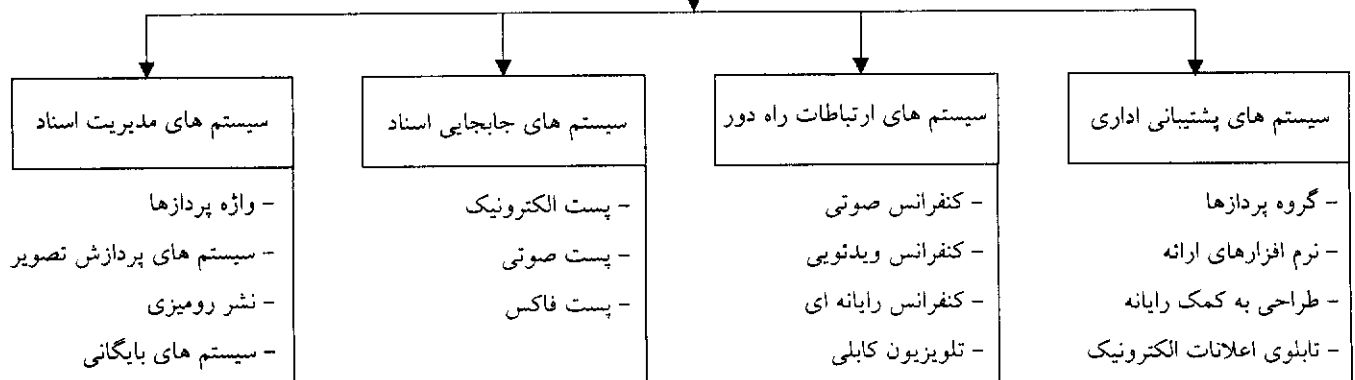 سیستم های پشتیبانی اداری
- گروه پردازها
- نرم افزارهای ارائه
- طراحی به کمک رایانه
- تابلوی اعلانات الکترونیک
سیستم های ارتباطات راه دور
- کنفرانس صوتی
- کنفرانس ویدئویی
- کنفرانس رایانه ای
- تلویزیون کابلی
سیستم های جابجایی اسناد
- پست الکترونیک
- پست صوتی
- پست فاکس
سیستم های مدیریت اسناد
- واژه پردازها
- سیستم های پردازش تصویر
- نشر رومیزی
- سیستم های بایگانی